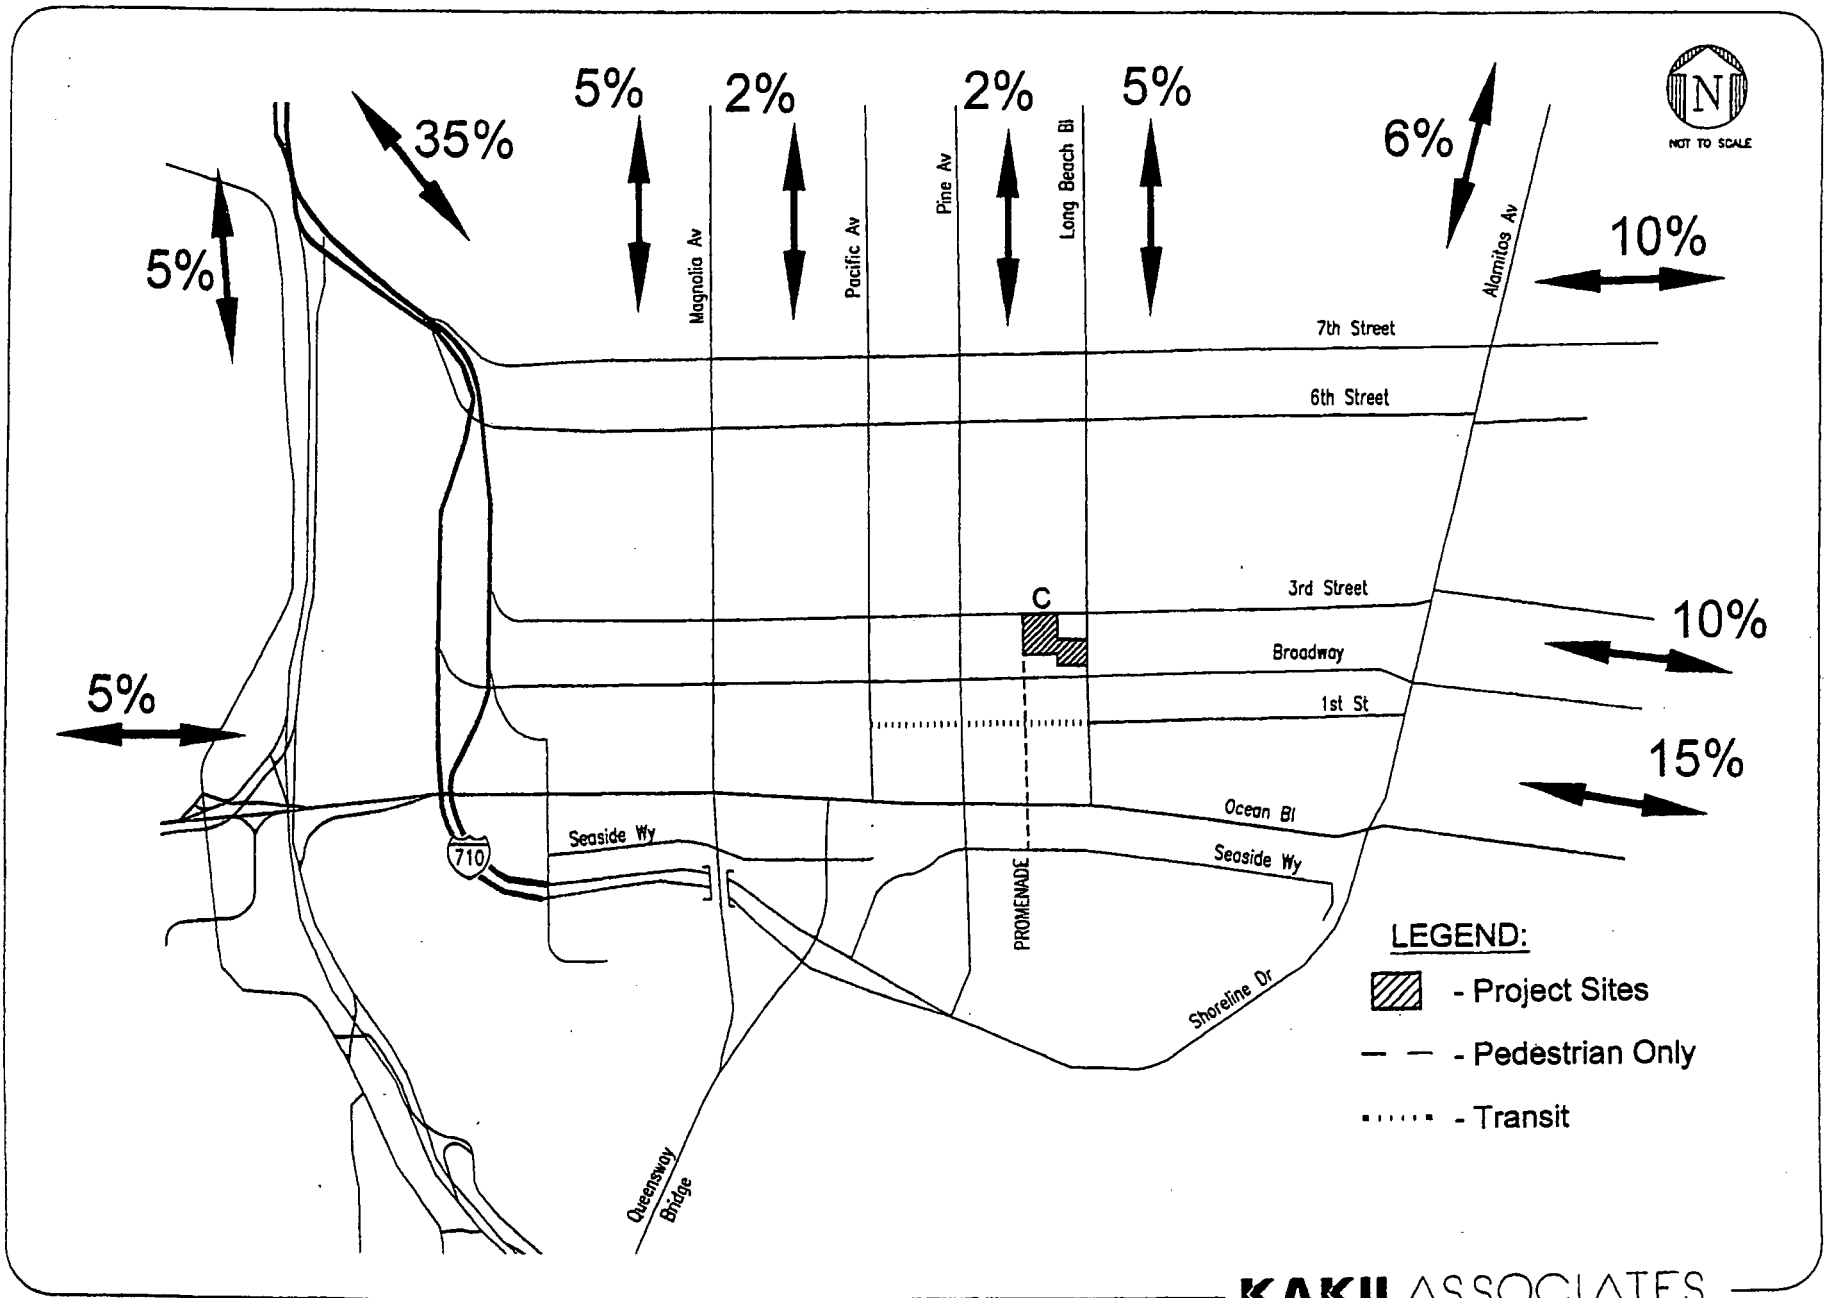 5%
2%
2%
5%
6%
35%
5%
10%
N
NOT TO SCALE
Magnolia Av
Pacific Av
Pine Av
Long Beach Bl
Alamitos Av
7th Street
6th Street
3rd Street
C
10%
Broadway
1st St
5%
15%
Ocean Bl
Seaside Wy
Seaside Wy
710
PROMENADE
Shoreline Dr
Queensway
Bridge
LEGEND:
- Project Sites
- Pedestrian Only
- Transit
KAKU ASSOCIATES